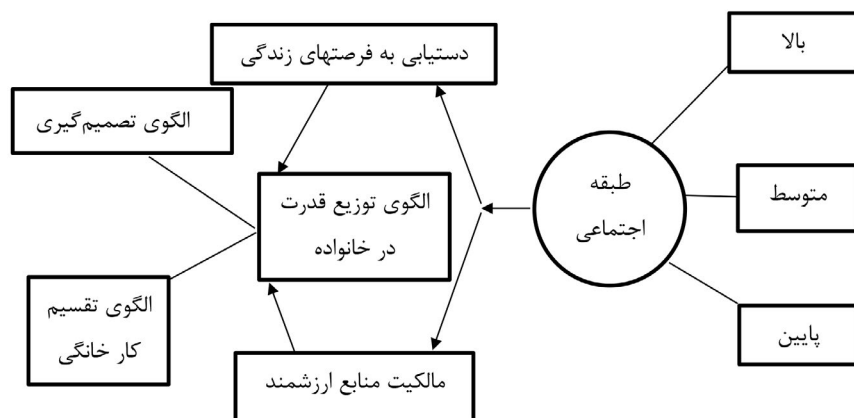 بالا
دستیابی به فرصتهای زندگی
الگوی تصمیم‌گیری
طبقه
اجتماعی
متوسط
الگوی توزیع قدرت
در خانواده
الگوی تقسیم
کار خانگی
پایین
مالکیت منابع ارزشمند